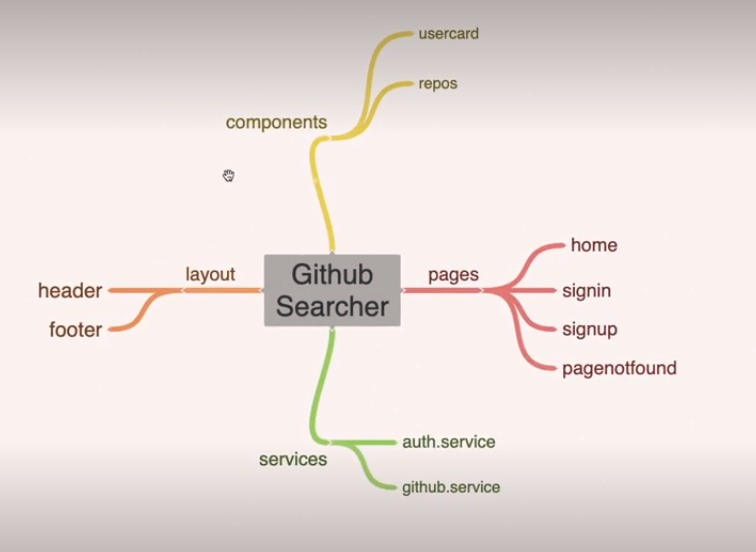 usercard
repos
components
header
footer
layout
Github
Searcher
pages
home
signin
signup
pagenotfound
services
auth.service
github.service